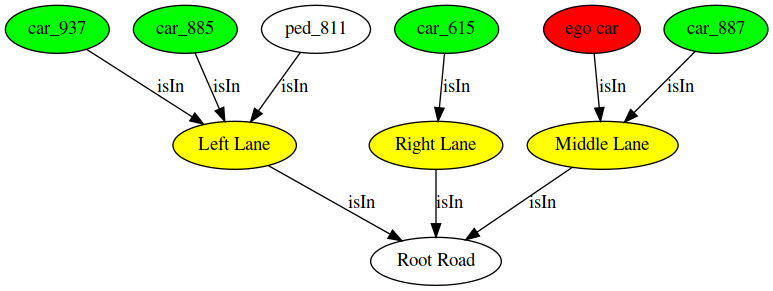 car_937
car_885
ped_811
car_615
ego car
car_887
isIn
isIn
isIn
isIn
isIn
isIn
Left Lane
Right Lane
Middle Lane
isIn
isIn
isIn
Root Road